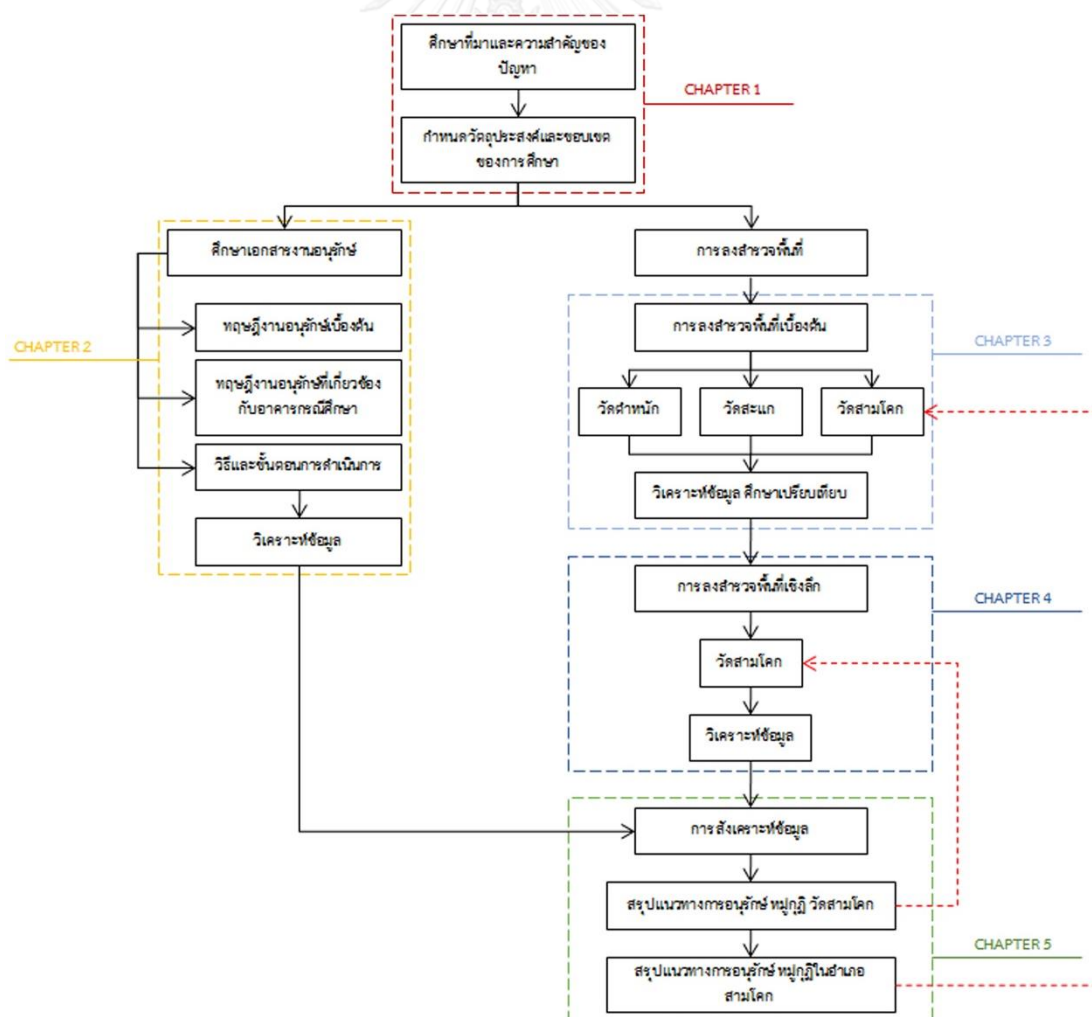 ศึกษาที่มาและความสำคัญของ
ปัญหา
CHAPTER 1
กำหนดวัตถุประสงค์และขอบเขต
ของการศึกษา
ศึกษาเอกสารงานอนุรักษ์
ทฤษฎีงานอนุรักษ์เบื้องต้น
CHAPTER 2
ทฤษฎีงานอนุรักษ์ที่เกี่ยวข้อง
กับอาคารกรณีศึกษา
วิธีและขั้นตอนการดำเนินการ
วิเคราะห์ข้อมูล
การลงสำรวจพื้นที่
การลงสำรวจพื้นที่เบื้องต้น
CHAPTER 3
วัดตำหนัก
วัดสะแก
วัดสามโคก
วิเคราะห์ข้อมูล ศึกษาเปรียบเทียบ
การลงสำรวจพื้นที่เชิงลึก
CHAPTER 4
วัดสามโคก
วิเคราะห์ข้อมูล
การสังเคราะห์ข้อมูล
สรุปแนวทางการอนุรักษ์ หมู่กุฏิ วัดสามโคก
CHAPTER 5
สรุปแนวทางการอนุรักษ์ หมู่กุฏิในอำเภอ
สามโคก